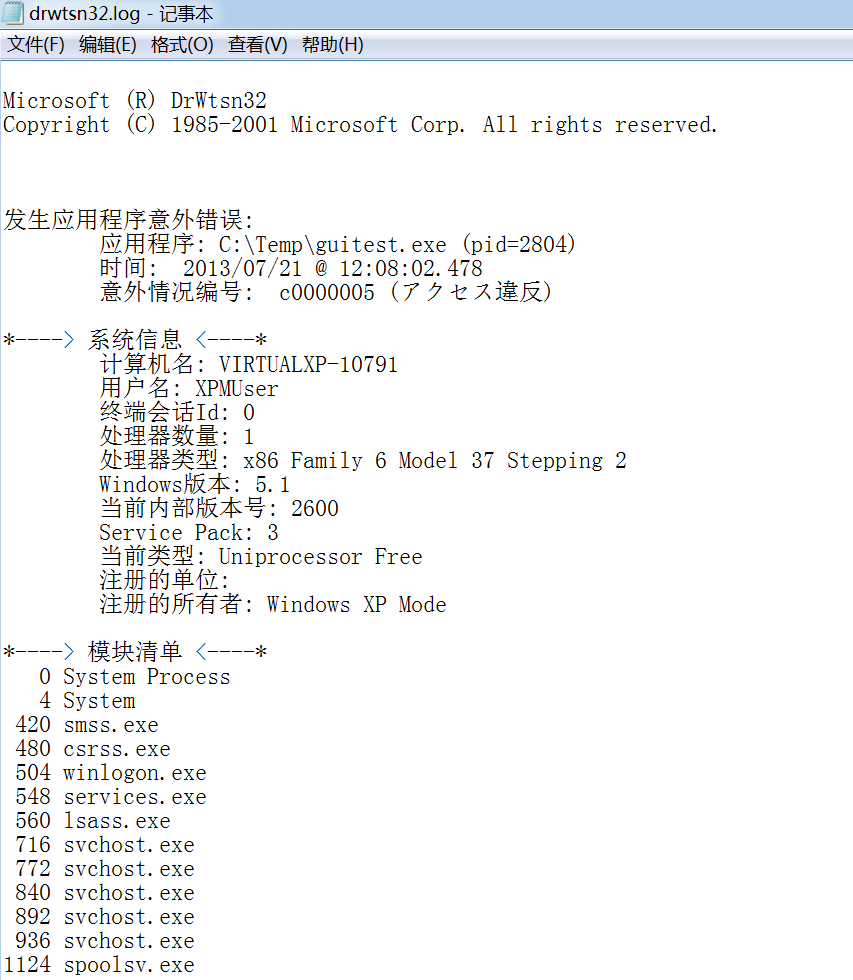 drwtsn32.log - 记事本
文件(F) 编辑(E) 格式(O) 查看(V) 帮助(H)
Microsoft (R) DrWtsn32
Copyright (C) 1985-2001 Microsoft Corp. All rights reserved.
发生应用程序意外错误:
应用程序: C:\Temp\guitest.exe (pid=2804)
时间: 2013/07/21 @ 12:08:02.478
意外情况编号: c0000005 (アクセス違反)
*----> 系统信息 <----*
计算机名: VIRTUALXP-10791
用户名: XPMUser
终端会话Id: 0
处理器数量: 1
处理器类型: x86 Family 6 Model 37 Stepping 2
Windows版本: 5.1
当前内部版本号: 2600
Service Pack: 3
当前类型: Uniprocessor Free
注册的单位:
注册的所有者: Windows XP Mode
*----> 模块清单 <----*
0 System Process
4 System
420 smss.exe
480 csrss.exe
504 winlogon.exe
548 services.exe
560 lsass.exe
716 svchost.exe
772 svchost.exe
840 svchost.exe
892 svchost.exe
936 svchost.exe
1124 spoolsv.exe